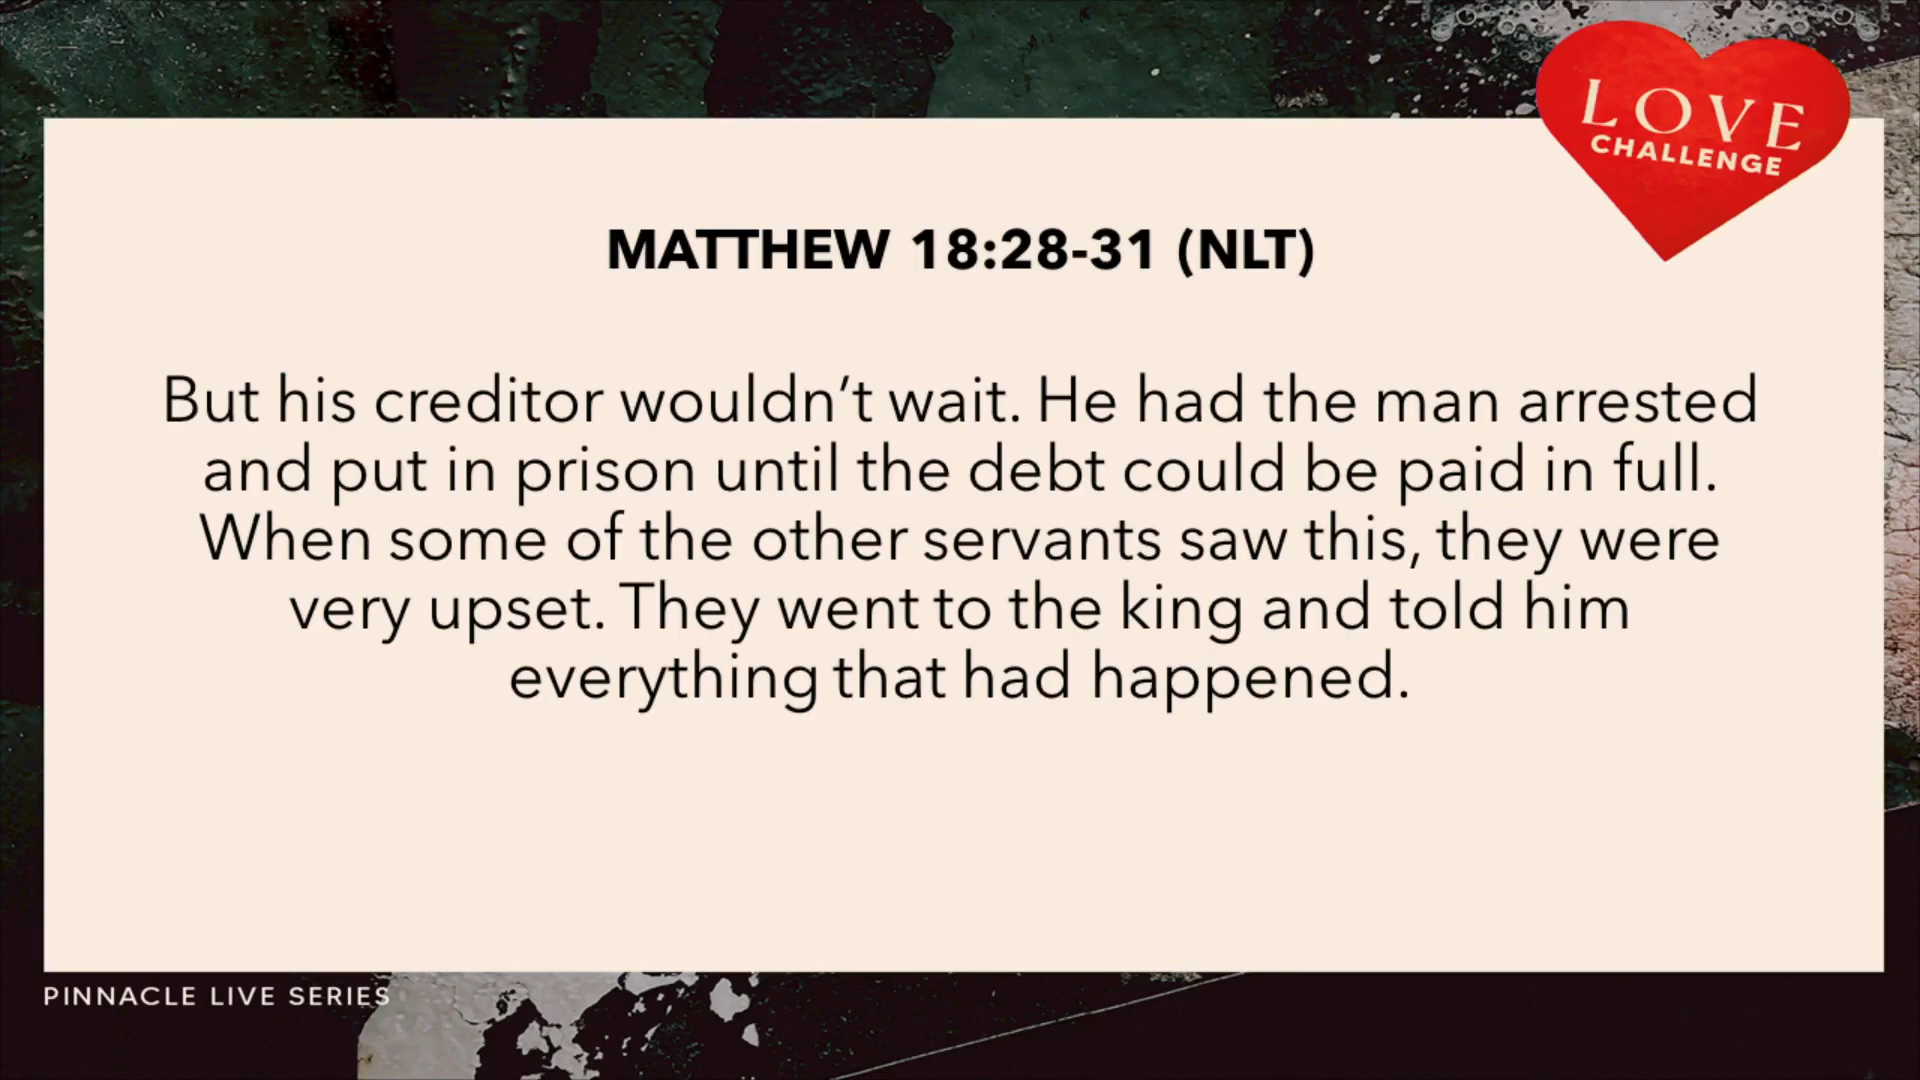 LOVE
CHALLENGE
MATTHEW 18:28-31 (NLT)
But his creditor wouldn’t wait. He had the man arrested
and put in prison until the debt could be paid in full.
When some of the other servants saw this, they were
very upset. They went to the king and told him
everything that had happened.
PINNACLE LIVE SERIES